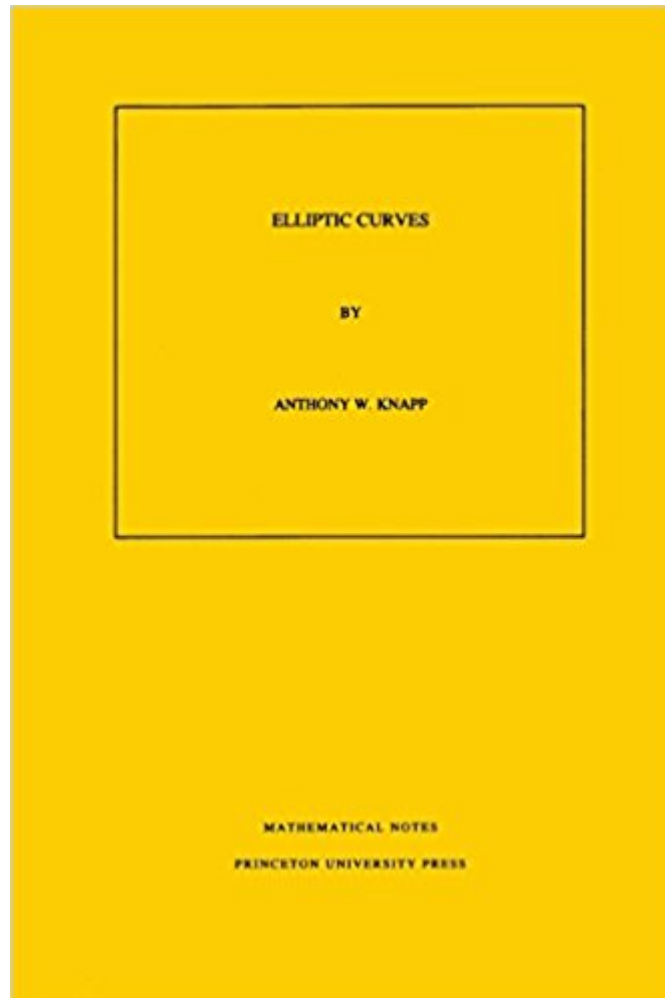 ELLIPTIC CURVES
BY
ANTHONY W. KNAPP
MATHEMATICAL NOTES
PRINCETON UNIVERSITY PRESS